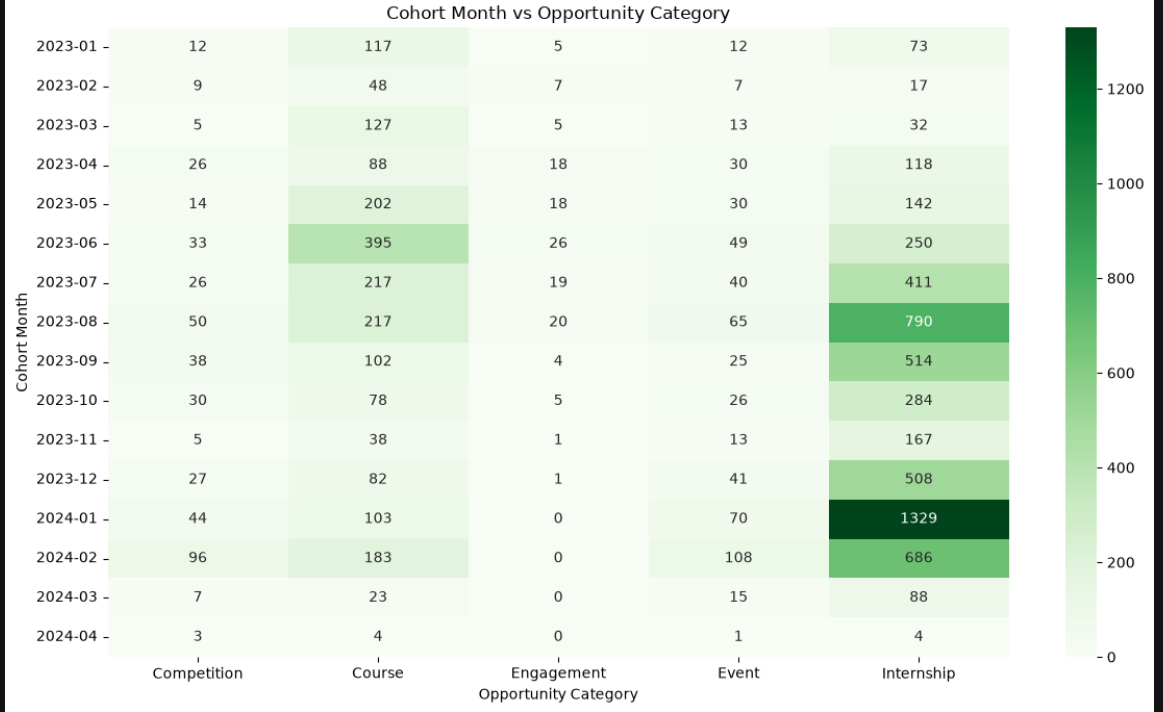 Cohort Month vs Opportunity Category
2023-01 12 117 5 12 73
2023-02 9 48 7 7 17
2023-03 5 127 5 13 32
2023-04 26 88 18 30 118
2023-05 14 202 18 30 142
2023-06 33 395 26 49 250
2023-07 26 217 19 40 411
2023-08 50 217 20 65 790
2023-09 38 102 4 25 514
2023-10 30 78 5 26 284
2023-11 5 38 1 13 167
2023-12 27 82 1 41 508
2024-01 44 103 0 70 1329
2024-02 96 183 0 108 686
2024-03 7 23 0 15 88
2024-04 3 4 0 1 4
Cohort Month
Competition Course Engagement Event Internship
Opportunity Category
1200
1000
800
600
400
200
0